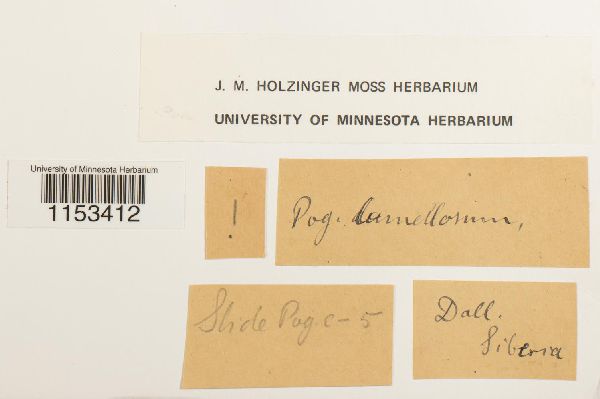 J. M. HOLZINGER MOSS HERBARIUM
UNIVERSITY OF MINNESOTA HERBARIUM
University of Minnesota Herbarium
1153412
!
Pog. lamellosum,
Slide Pog. c - 5
Dall.
Siberia